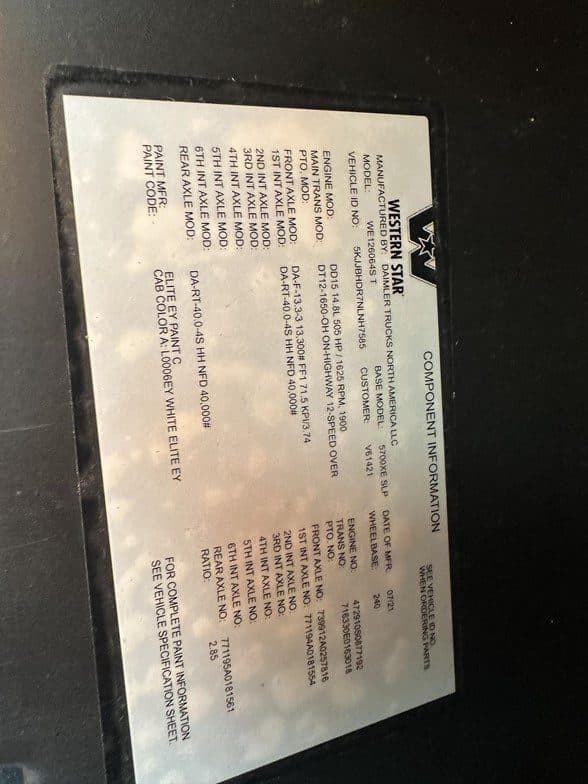 COMPONENT INFORMATION
SEE VEHICLE ID NO.
WHEN ORDERING PARTS
WESTERN STAR
MANUFACTURED BY: DAIMLER TRUCKS NORTH AMERICA LLC DATE OF MFR: 07/21
MODEL: WE126064S T BASE MODEL: 5700XE SLP WHEELBASE: 240
VEHICLE ID NO: 5KJJBHDR7NLNH7585 CUSTOMER: V61421
ENGINE MOD: DD15 14.8L 505 HP / 1625 RPM, 1900 ENGINE NO: 472910S0877192
MAIN TRANS MOD: DT12-1650-OH ON-HIGHWAY 12-SPEED OVER TRANS NO: 716330E0163018
PTO. MOD: PTO. NO:
FRONT AXLE MOD: DA-F-13.3-3 13,300# FF1 71.5 KPI/3.74 FRONT AXLE NO: 739912A0257816
1ST INT AXLE MOD: DA-RT-40.0-4S HH NFD 40,000# 1ST INT AXLE NO: 771194A0181554
2ND INT AXLE MOD: 2ND INT AXLE NO:
3RD INT AXLE MOD: 3RD INT AXLE NO:
4TH INT AXLE MOD: 4TH INT AXLE NO:
5TH INT AXLE MOD: 5TH INT AXLE NO:
6TH INT AXLE MOD: 6TH INT AXLE NO:
REAR AXLE MOD: DA-RT-40.0-4S HH NFD 40,000# REAR AXLE NO: 771195A0181561
RATIO: 2.85
PAINT MFR: ELITE EY PAINT C
PAINT CODE: CAB COLOR A: L0006EY WHITE ELITE EY
FOR COMPLETE PAINT INFORMATION
SEE VEHICLE SPECIFICATION SHEET.